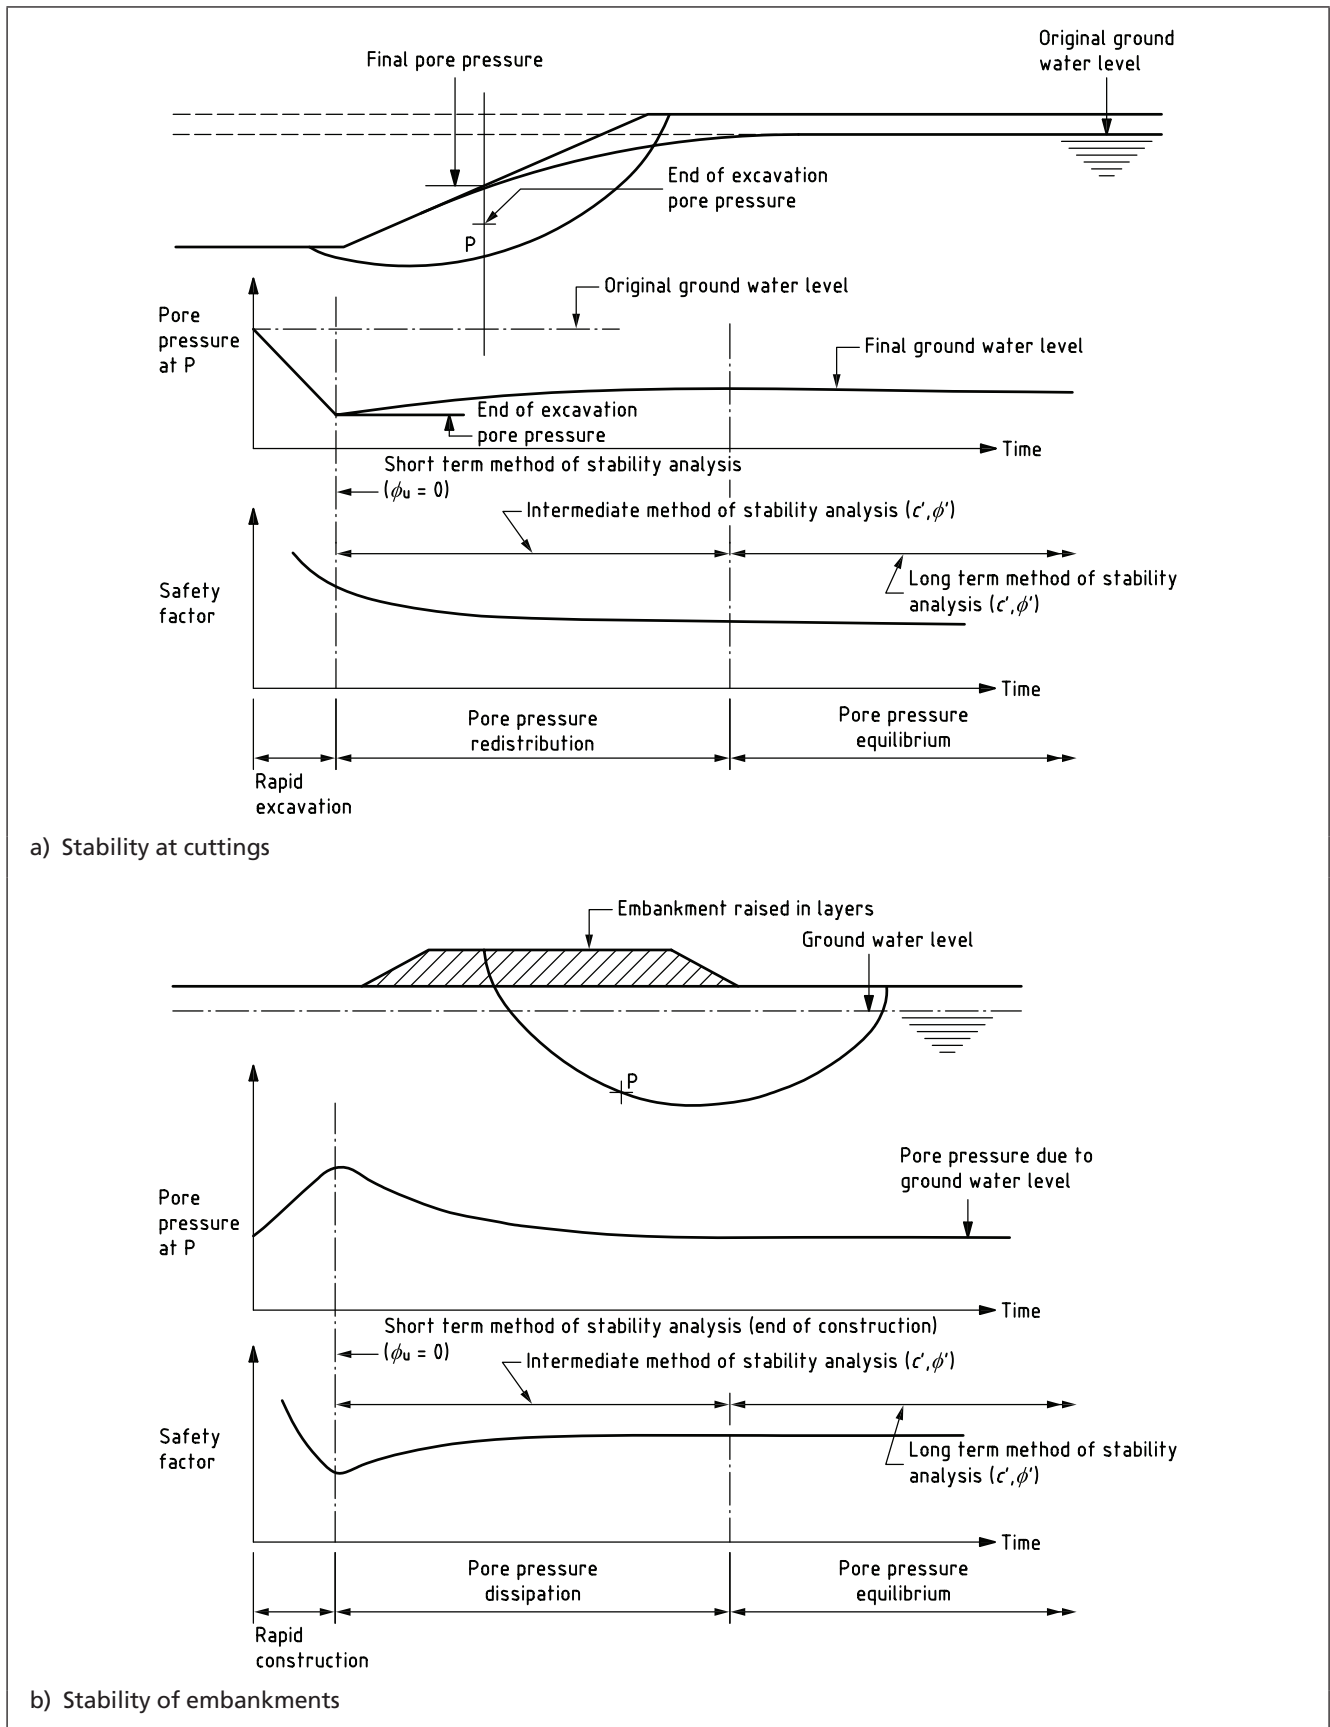 Final pore pressure
Original ground
water level
End of excavation
pore pressure
P
Original ground water level
Pore
pressure
at P
Final ground water level
End of excavation
pore pressure
Time
Short term method of stability analysis
(ϕu = 0)
Intermediate method of stability analysis (c',ϕ')
Safety
factor
Long term method of stability
analysis (c',ϕ')
Time
Pore pressure
redistribution
Pore pressure
equilibrium
Rapid
excavation
a) Stability at cuttings
Embankment raised in layers
Ground water level
P
Pore pressure due to
ground water level
Pore
pressure
at P
Time
Short term method of stability analysis (end of construction)
(ϕu = 0)
Intermediate method of stability analysis (c',ϕ')
Safety
factor
Long term method of stability
analysis (c',ϕ')
Time
Pore pressure
dissipation
Pore pressure
equilibrium
Rapid
construction
b) Stability of embankments